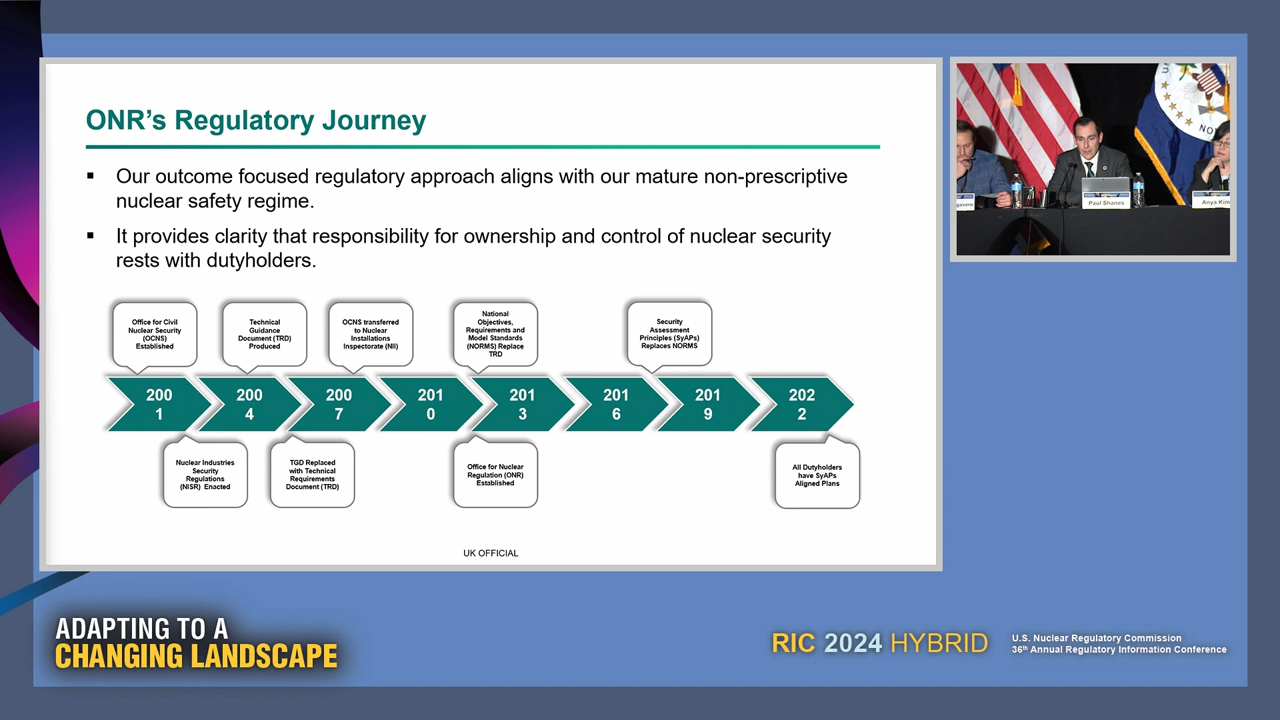 ONR’s Regulatory Journey
▪ Our outcome focused regulatory approach aligns with our mature non-prescriptive
nuclear safety regime.
▪ It provides clarity that responsibility for ownership and control of nuclear security
rests with dutyholders.
Office for Civil
Nuclear Security
(OCNS)
Established
Technical
Guidance
Document (TRD)
Produced
OCNS transferred
to Nuclear
Installations
Inspectorate (NII)
National
Objectives,
Requirements and
Model Standards
(NORMS) Replace
TRD
Security
Assessment
Principles (SyAPs)
Replaces NORMS
200
1
200
4
200
7
201
0
201
3
201
6
201
9
202
2
Nuclear Industries
Security
Regulations
(NISR) Enacted
TGD Replaced
with Technical
Requirements
Document (TRD)
Office for Nuclear
Regulation (ONR)
Established
All Dutyholders
have SyAPs
Aligned Plans
UK OFFICIAL
Paul Shanes
Anya Kim
ADAPTING TO A
CHANGING LANDSCAPE
RIC 2024 HYBRID
U.S. Nuclear Regulatory Commission
36th Annual Regulatory Information Conference